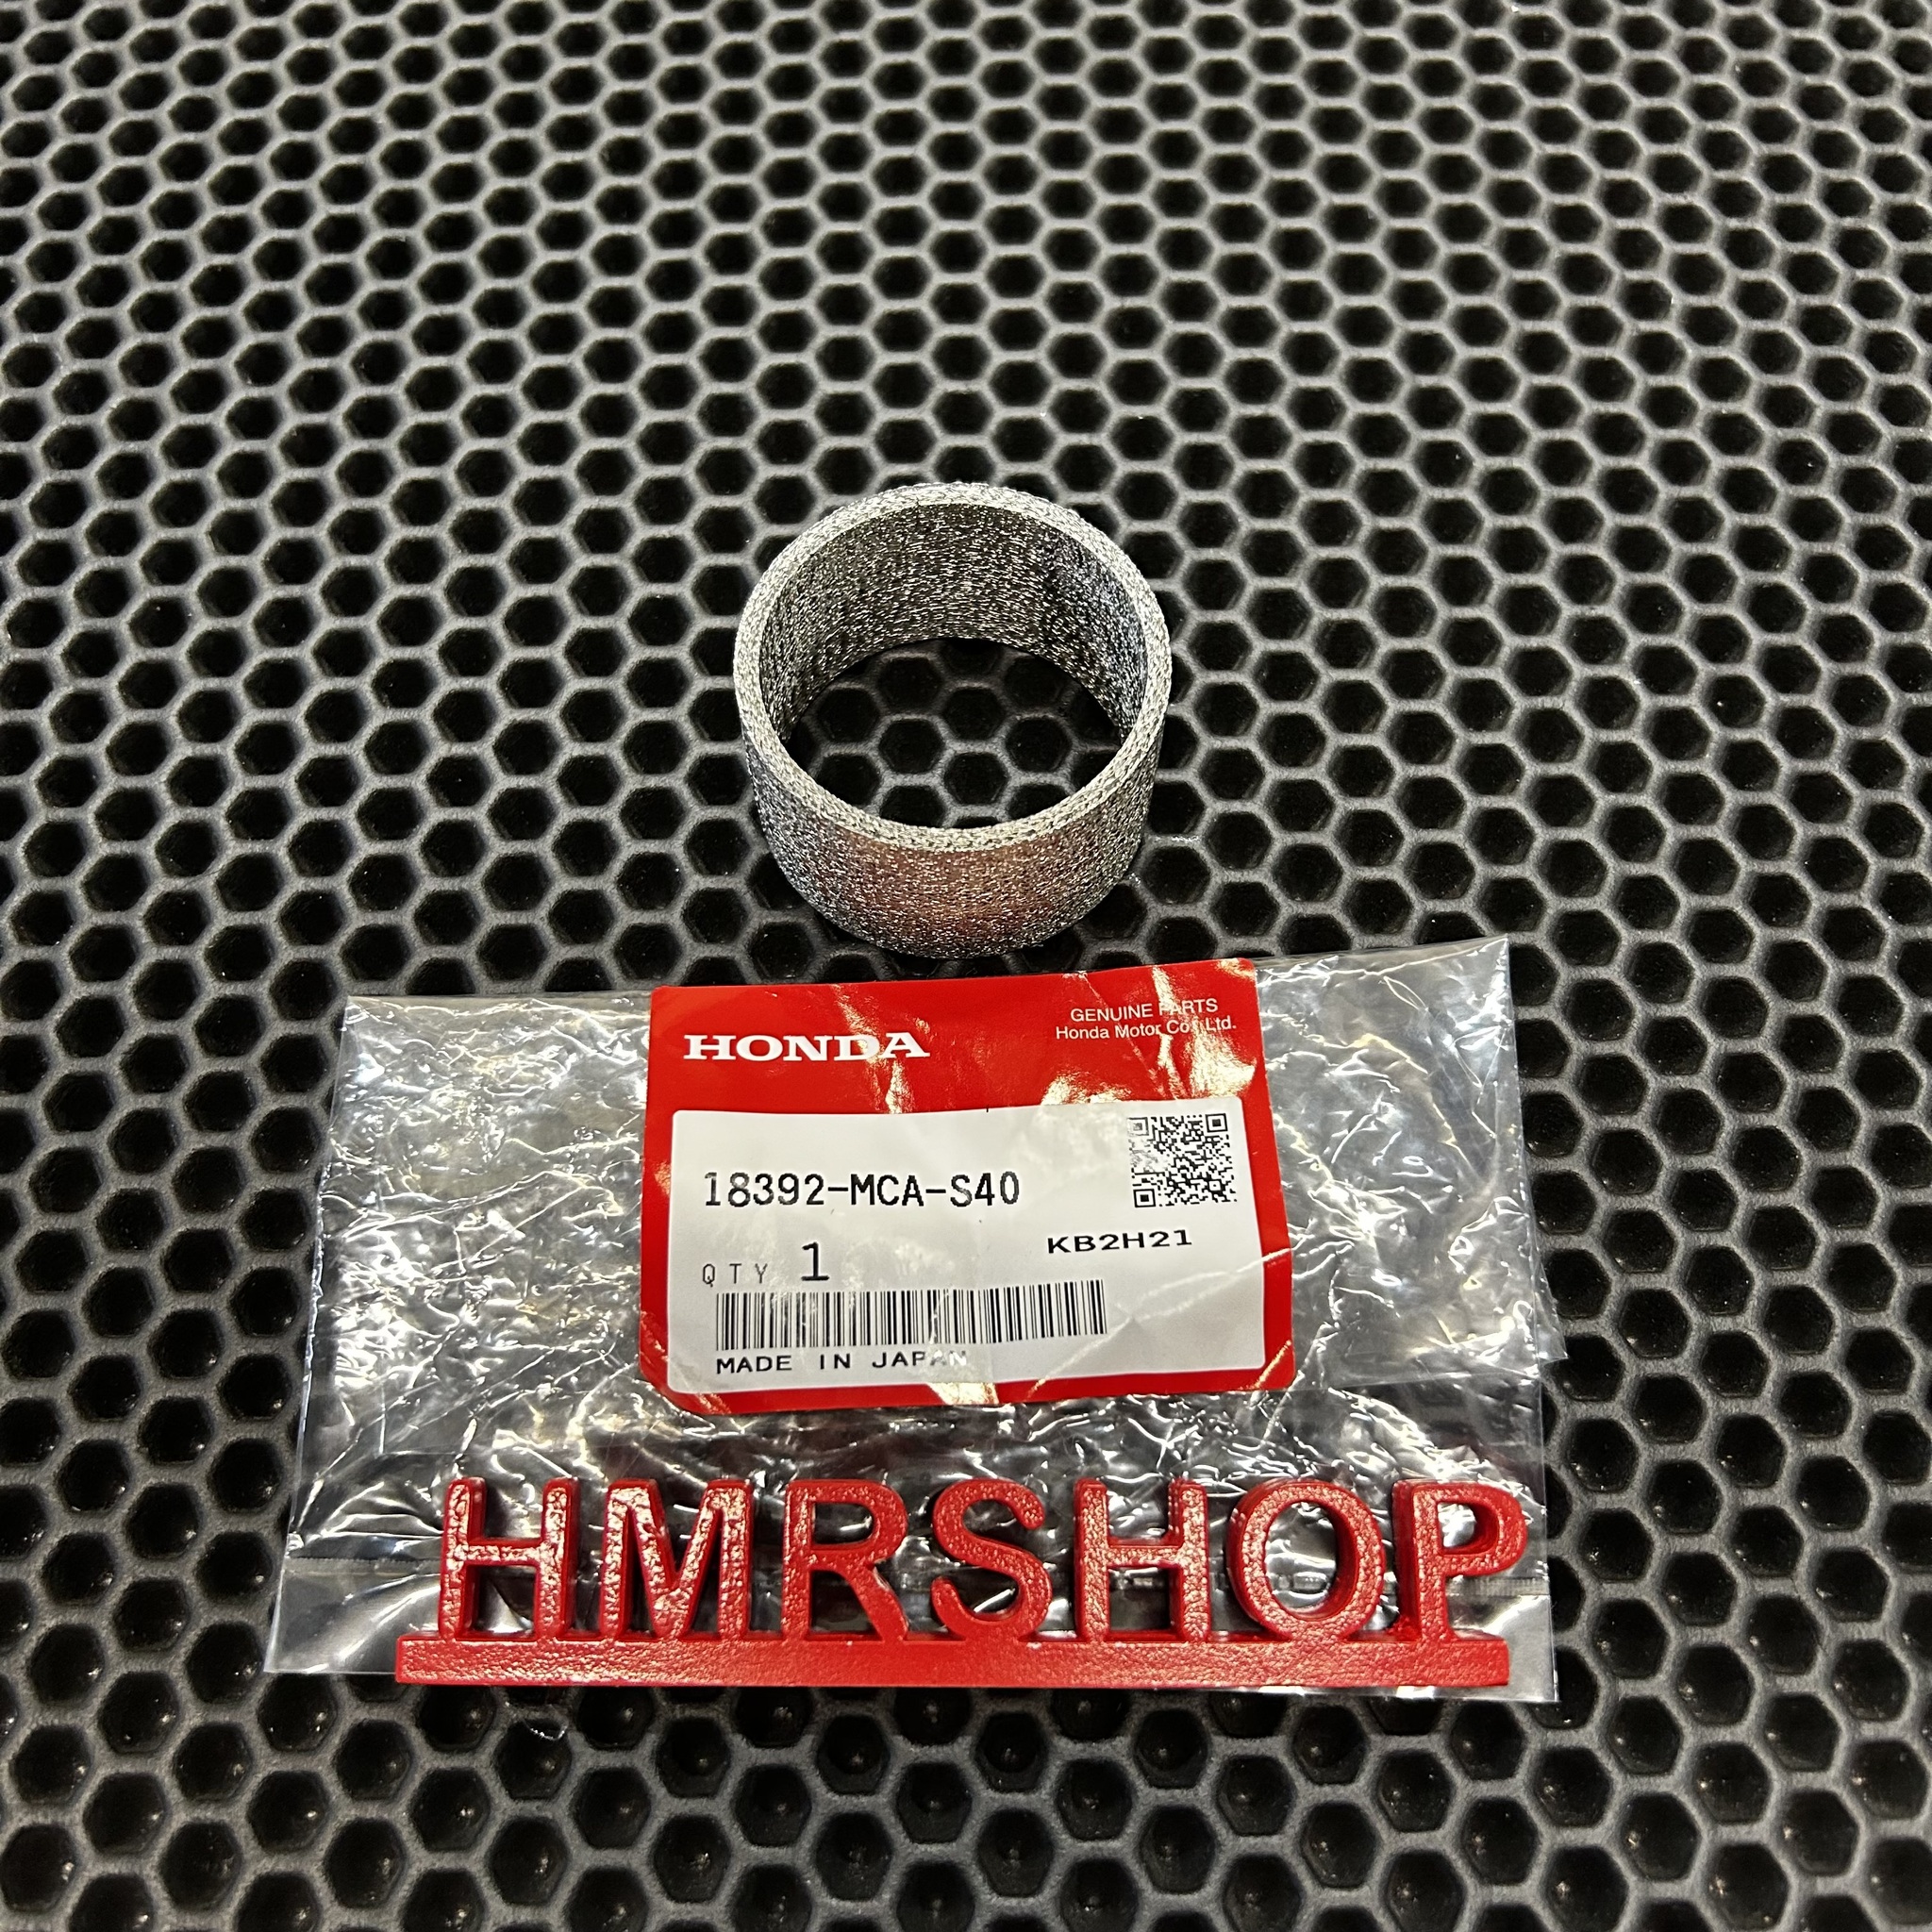 HONDA
GENUINE PARTS
Honda Motor Co., Ltd.
18392-MCA-S40
KB2H21
QTY 1
MADE IN JAPAN
HMRSHOP